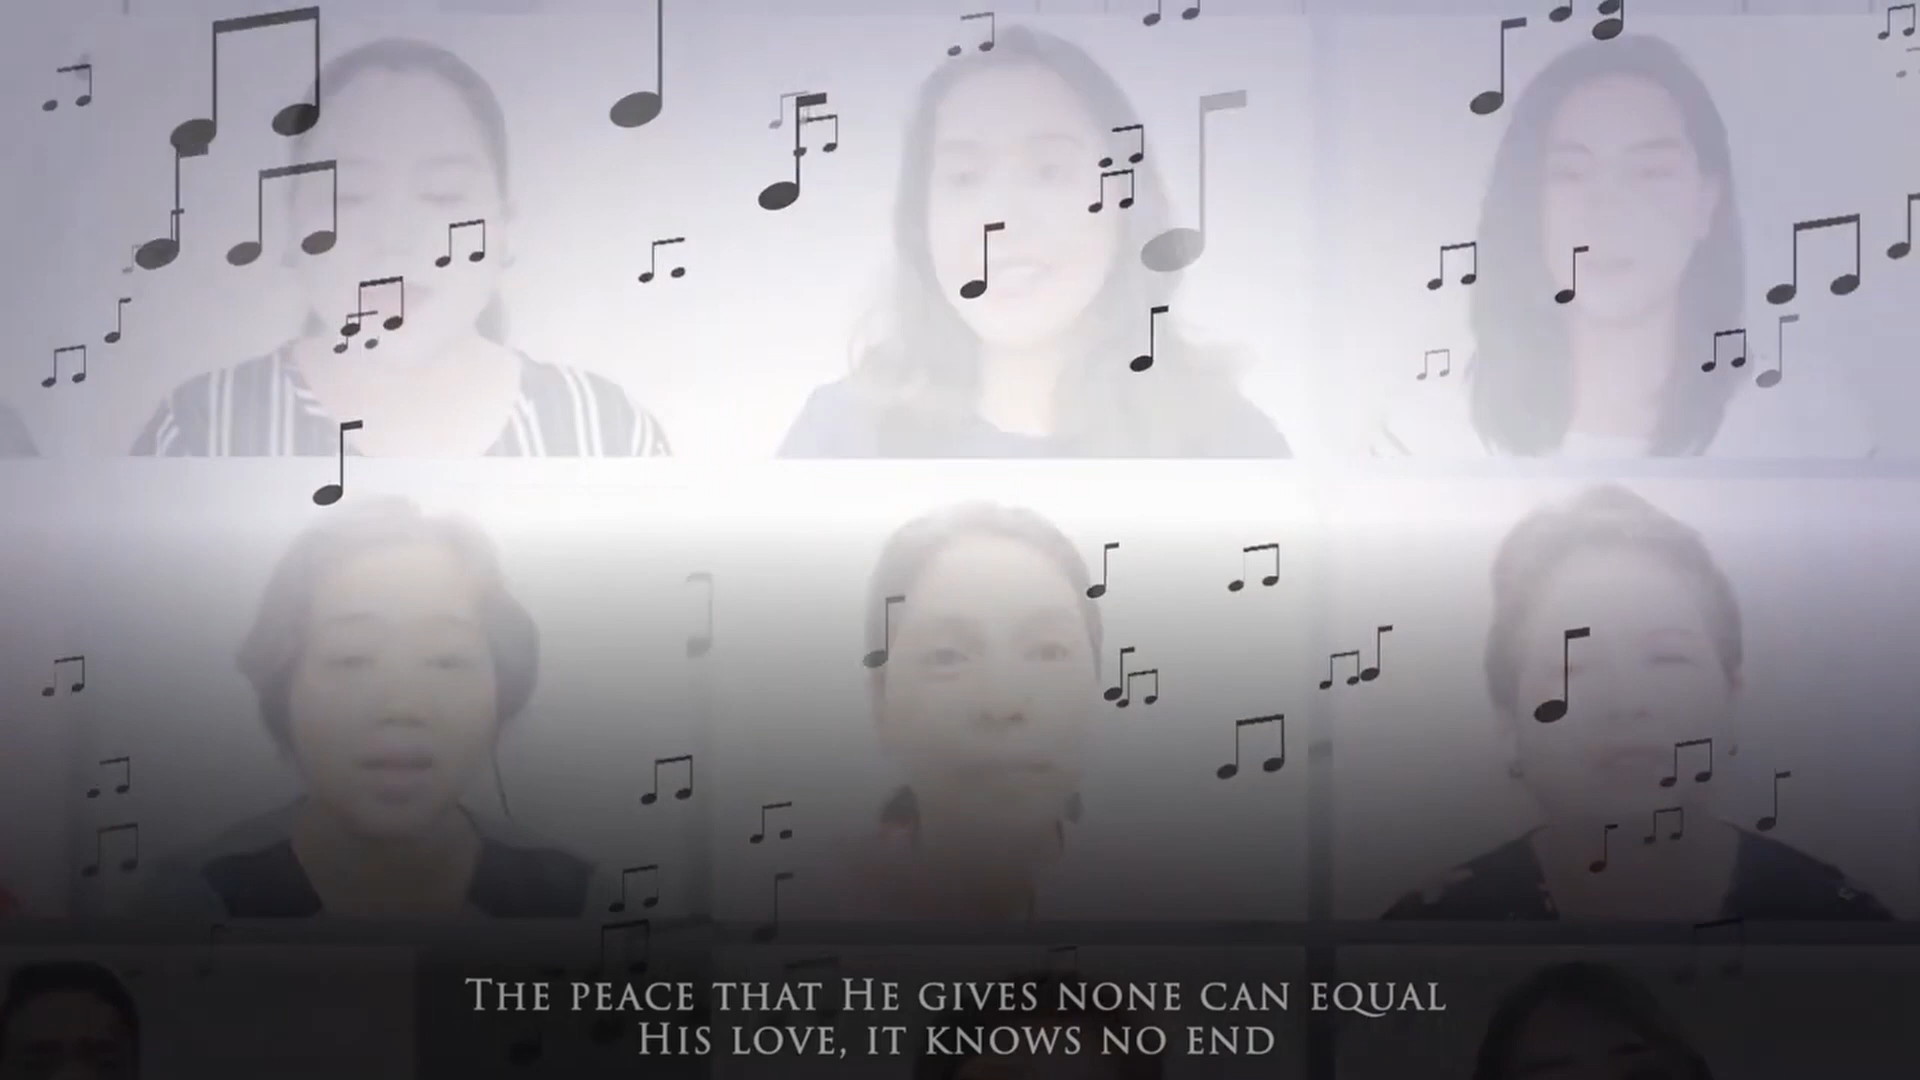 The peace that He gives none can equal
His love, it knows no end